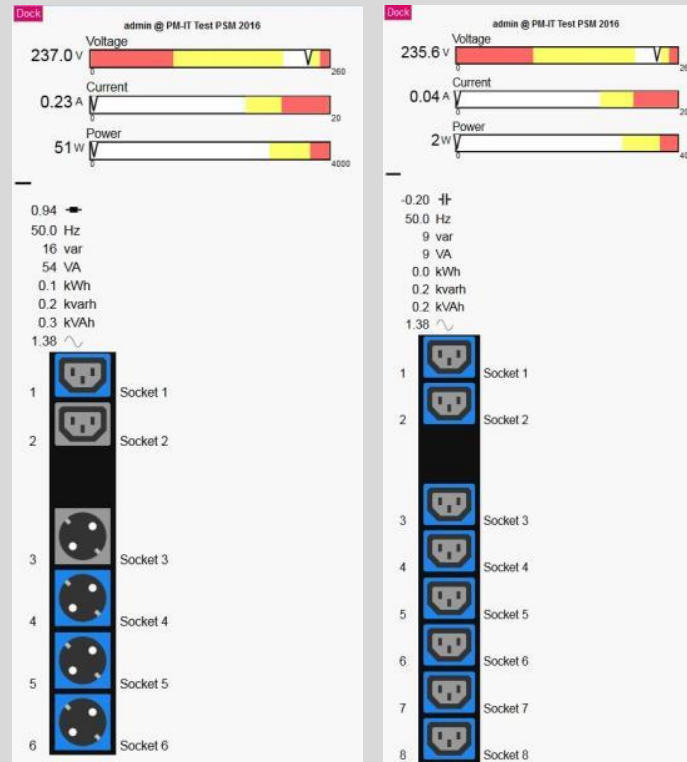 Dock
admin @ PM-IT Test PSM 2016
Voltage
237.0 V
0 260
Current
0.23 A
0 20
Power
51 W
0 4000
0.94
50.0 Hz
16 var
54 VA
0.1 kWh
0.2 kvarh
0.3 kVAh
1.38
1 Socket 1
2 Socket 2
3 Socket 3
4 Socket 4
5 Socket 5
6 Socket 6
Dock
admin @ PM-IT Test PSM 2016
Voltage
235.6 V
0
Current
0.04 A
0
Power
2 W
0
-0.20
50.0 Hz
9 var
9 VA
0.0 kWh
0.2 kvarh
0.2 kVAh
1.38
1 Socket 1
2 Socket 2
3 Socket 3
4 Socket 4
5 Socket 5
6 Socket 6
7 Socket 7
8 Socket 8